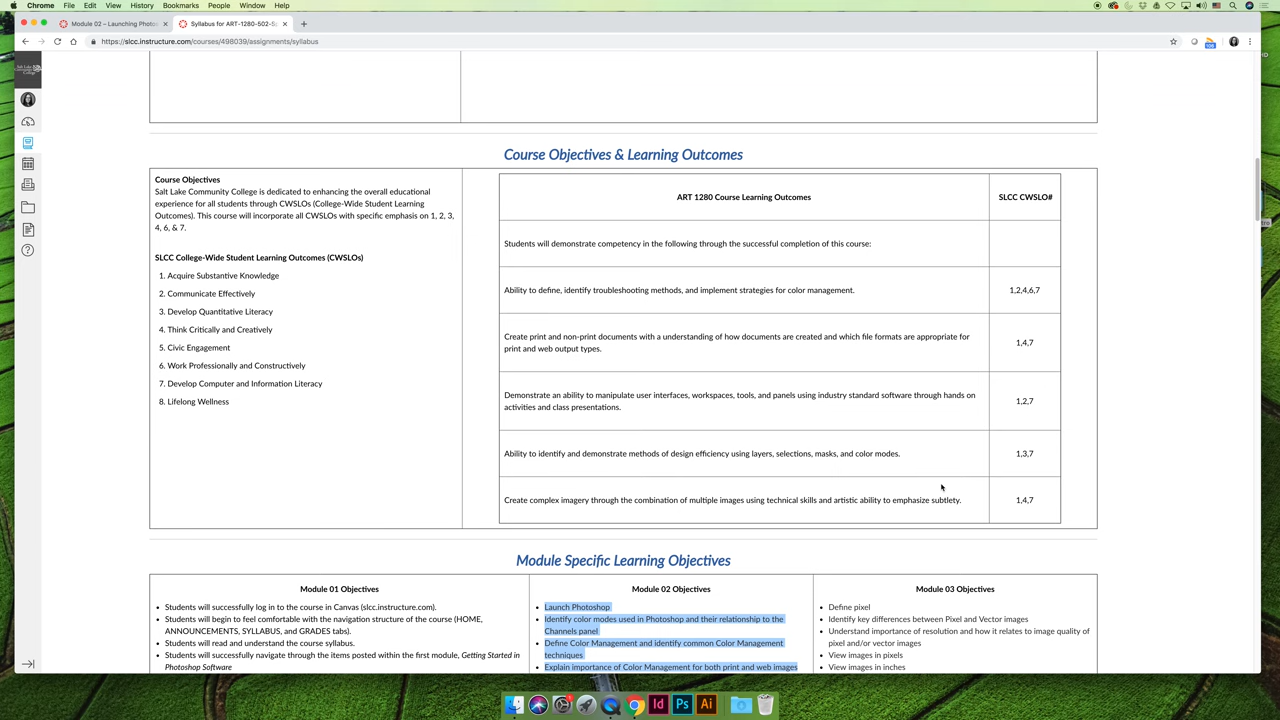 Chrome File Edit View History Bookmarks People Window Help
Module 02 – Launching Photos
Syllabus for ART-1280-502-S
https://slcc.instructure.com/courses/498039/assignments/syllabus
Course Objectives & Learning Outcomes
Course Objectives
Salt Lake Community College is dedicated to enhancing the overall educational
experience for all students through CWSLOs (College-Wide Student Learning
Outcomes). This course will incorporate all CWSLOs with specific emphasis on 1, 2, 3,
4, 6, & 7.
SLCC College-Wide Student Learning Outcomes (CWSLOs)
1. Acquire Substantive Knowledge
2. Communicate Effectively
3. Develop Quantitative Literacy
4. Think Critically and Creatively
5. Civic Engagement
6. Work Professionally and Constructively
7. Develop Computer and Information Literacy
8. Lifelong Wellness
ART 1280 Course Learning Outcomes SLCC CWSLO#
Students will demonstrate competency in the following through the successful completion of this course:
Ability to define, identify troubleshooting methods, and implement strategies for color management. 1,2,4,6,7
Create print and non-print documents with a understanding of how documents are created and which file formats are appropriate for
print and web output types. 1,4,7
Demonstrate an ability to manipulate user interfaces, workspaces, tools, and panels using industry standard software through hands on
activities and class presentations. 1,2,7
Ability to identify and demonstrate methods of design efficiency using layers, selections, masks, and color modes. 1,3,7
Create complex imagery through the combination of multiple images using technical skills and artistic ability to emphasize subtlety. 1,4,7
Module Specific Learning Objectives
Module 01 Objectives
• Students will successfully log in to the course in Canvas (slcc.instructure.com).
• Students will begin to feel comfortable with the navigation structure of the course (HOME,
ANNOUNCEMENTS, SYLLABUS, and GRADES tabs).
• Students will read and understand the course syllabus.
• Students will successfully navigate through the items posted within the first module, Getting Started in
Photoshop Software
Module 02 Objectives
• Launch Photoshop
• Identify color modes used in Photoshop and their relationship to the
Channels panel
• Define Color Management and identify common Color Management
techniques
• Explain importance of Color Management for both print and web images
Module 03 Objectives
• Define pixel
• Identify key differences between Pixel and Vector images
• Understand importance of resolution and how it relates to image quality of
pixel and/or vector images
• View images in pixels
• View images in inches
Id Ps Ai